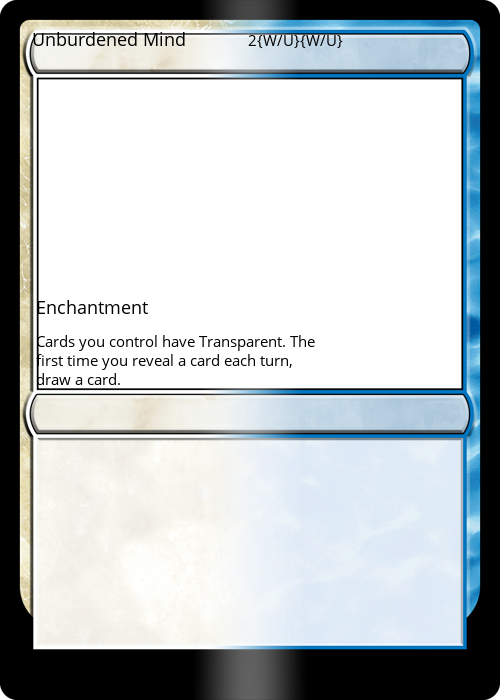 Unburdened Mind 2{W/U}{W/U}
Enchantment
Cards you control have Transparent. The
first time you reveal a card each turn,
draw a card.